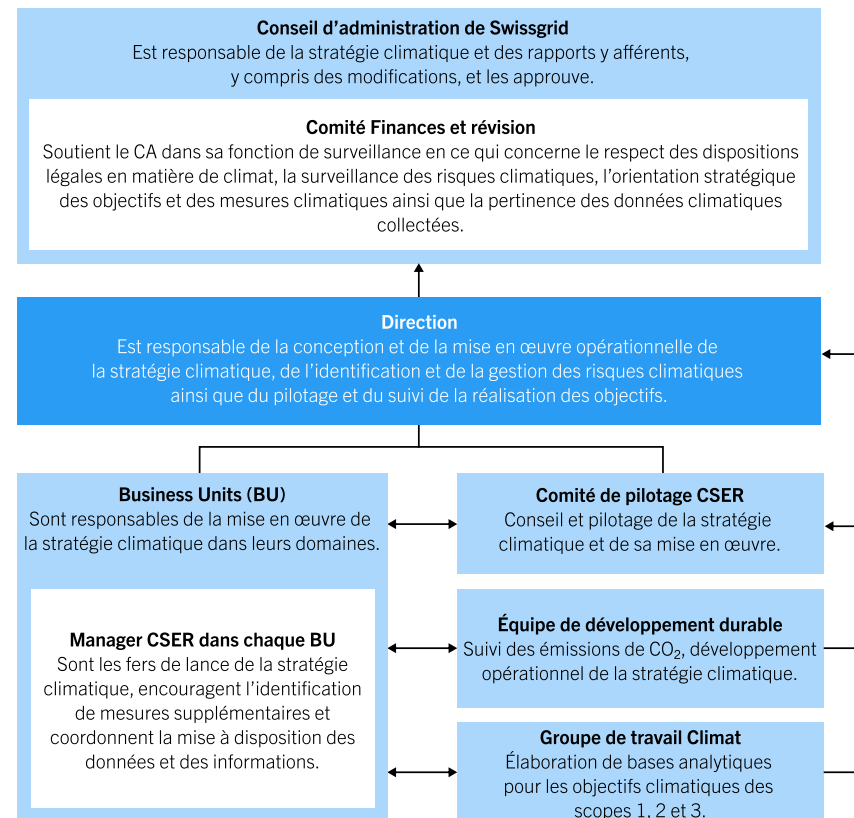 Conseil d’administration de Swissgrid
Est responsable de la stratégie climatique et des rapports y afférents,
y compris des modifications, et les approuve.
Comité Finances et révision
Soutient le CA dans sa fonction de surveillance en ce qui concerne le respect des dispositions
légales en matière de climat, la surveillance des risques climatiques, l’orientation stratégique
des objectifs et des mesures climatiques ainsi que la pertinence des données climatiques
collectées.
Direction
Est responsable de la conception et de la mise en œuvre opérationnelle de
la stratégie climatique, de l’identification et de la gestion des risques climatiques
ainsi que du pilotage et du suivi de la réalisation des objectifs.
Business Units (BU)
Sont responsables de la mise en œuvre de
la stratégie climatique dans leurs domaines.
Manager CSER dans chaque BU
Sont les fers de lance de la stratégie
climatique, encouragent l’identification
de mesures supplémentaires et
coordonnent la mise à disposition des
données et des informations.
Comité de pilotage CSER
Conseil et pilotage de la stratégie
climatique et de sa mise en œuvre.
Équipe de développement durable
Suivi des émissions de CO₂, développement
opérationnel de la stratégie climatique.
Groupe de travail Climat
Élaboration de bases analytiques
pour les objectifs climatiques des
scopes 1, 2 et 3.